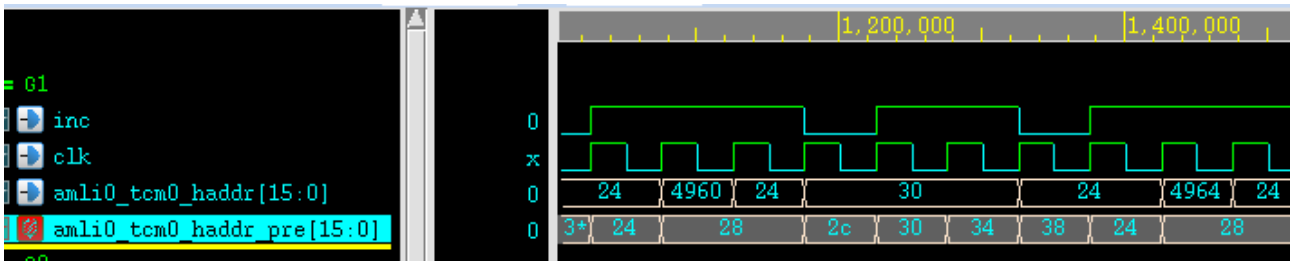 1,200,000 1,400,000
= G1
inc 0
clk x
amli0_tcm0_haddr[15:0] 0 24 4960 24 30 24 4964 24
amli0_tcm0_haddr_pre[15:0] 0 3* 24 28 2c 30 34 38 24 28